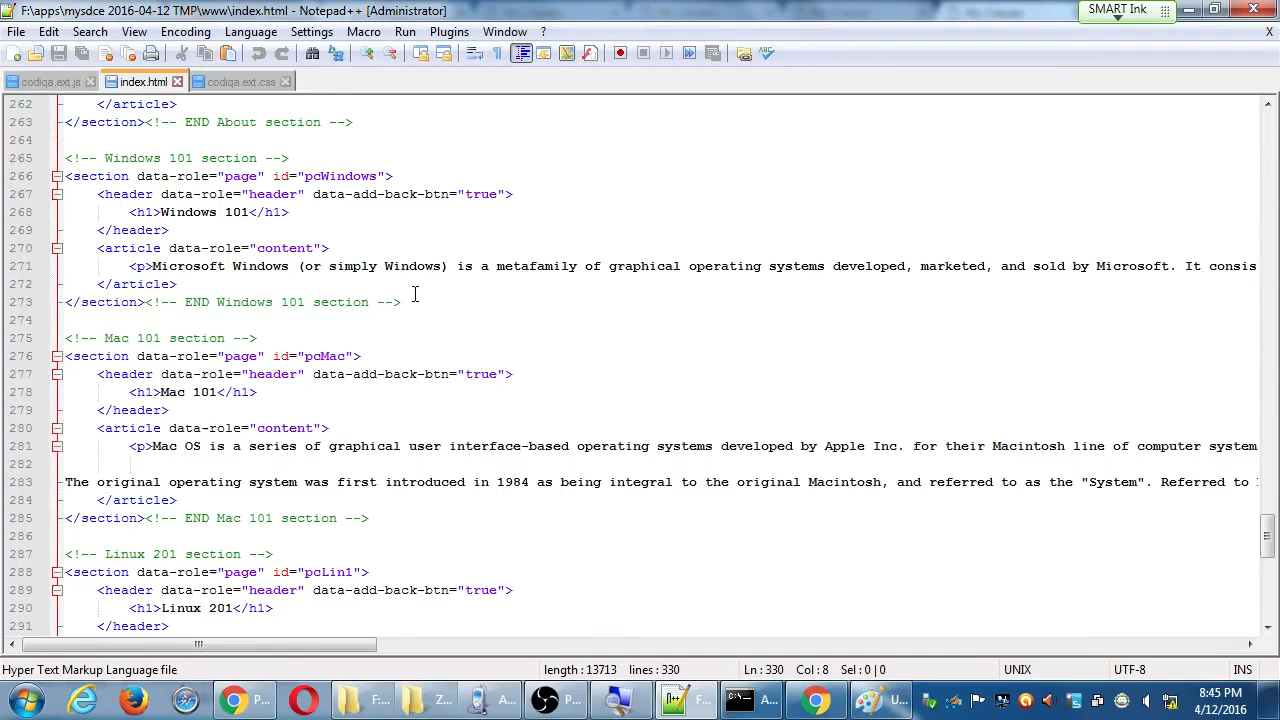 F:\apps\mysdce 2016-04-12 TMP\www\index.html - Notepad++ [Administrator]
SMART Ink
File Edit Search View Encoding Language Settings Macro Run Plugins Window ? X
codiqa.ext.js index.html codiqa.ext.css
262 </article>
263 </section><!-- END About section -->
264
265 <!-- Windows 101 section -->
266 <section data-role="page" id="pcWindows">
267 <header data-role="header" data-add-back-btn="true">
268 <h1>Windows 101</h1>
269 </header>
270 <article data-role="content">
271 <p>Microsoft Windows (or simply Windows) is a metafamily of graphical operating systems developed, marketed, and sold by Microsoft. It consis
272 </article>
273 </section><!-- END Windows 101 section -->
274
275 <!-- Mac 101 section -->
276 <section data-role="page" id="pcMac">
277 <header data-role="header" data-add-back-btn="true">
278 <h1>Mac 101</h1>
279 </header>
280 <article data-role="content">
281 <p>Mac OS is a series of graphical user interface-based operating systems developed by Apple Inc. for their Macintosh line of computer system
282
283 The original operating system was first introduced in 1984 as being integral to the original Macintosh, and referred to as the "System". Referred to
284 </article>
285 </section><!-- END Mac 101 section -->
286
287 <!-- Linux 201 section -->
288 <section data-role="page" id="pcLin1">
289 <header data-role="header" data-add-back-btn="true">
290 <h1>Linux 201</h1>
291 </header>
Hyper Text Markup Language file length : 13713 lines : 330 Ln : 330 Col : 8 Sel : 0 | 0 UNIX UTF-8 INS
P... F:... Z... A... P... F... A... U...
8:45 PM
4/12/2016